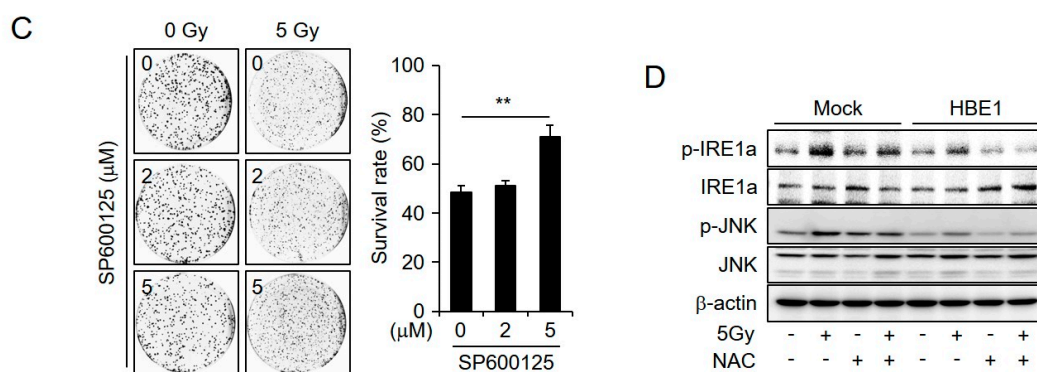 C
0 Gy 5 Gy
SP600125 (μM)
0 0
2 2
5 5
Survival rate (%)
100
80
60
40
20
0
**
(μM) 0 2 5
SP600125
D
Mock HBE1
p-IRE1a
IRE1a
p-JNK
JNK
β-actin
5Gy - + - + - + - +
NAC - - + + - - + +